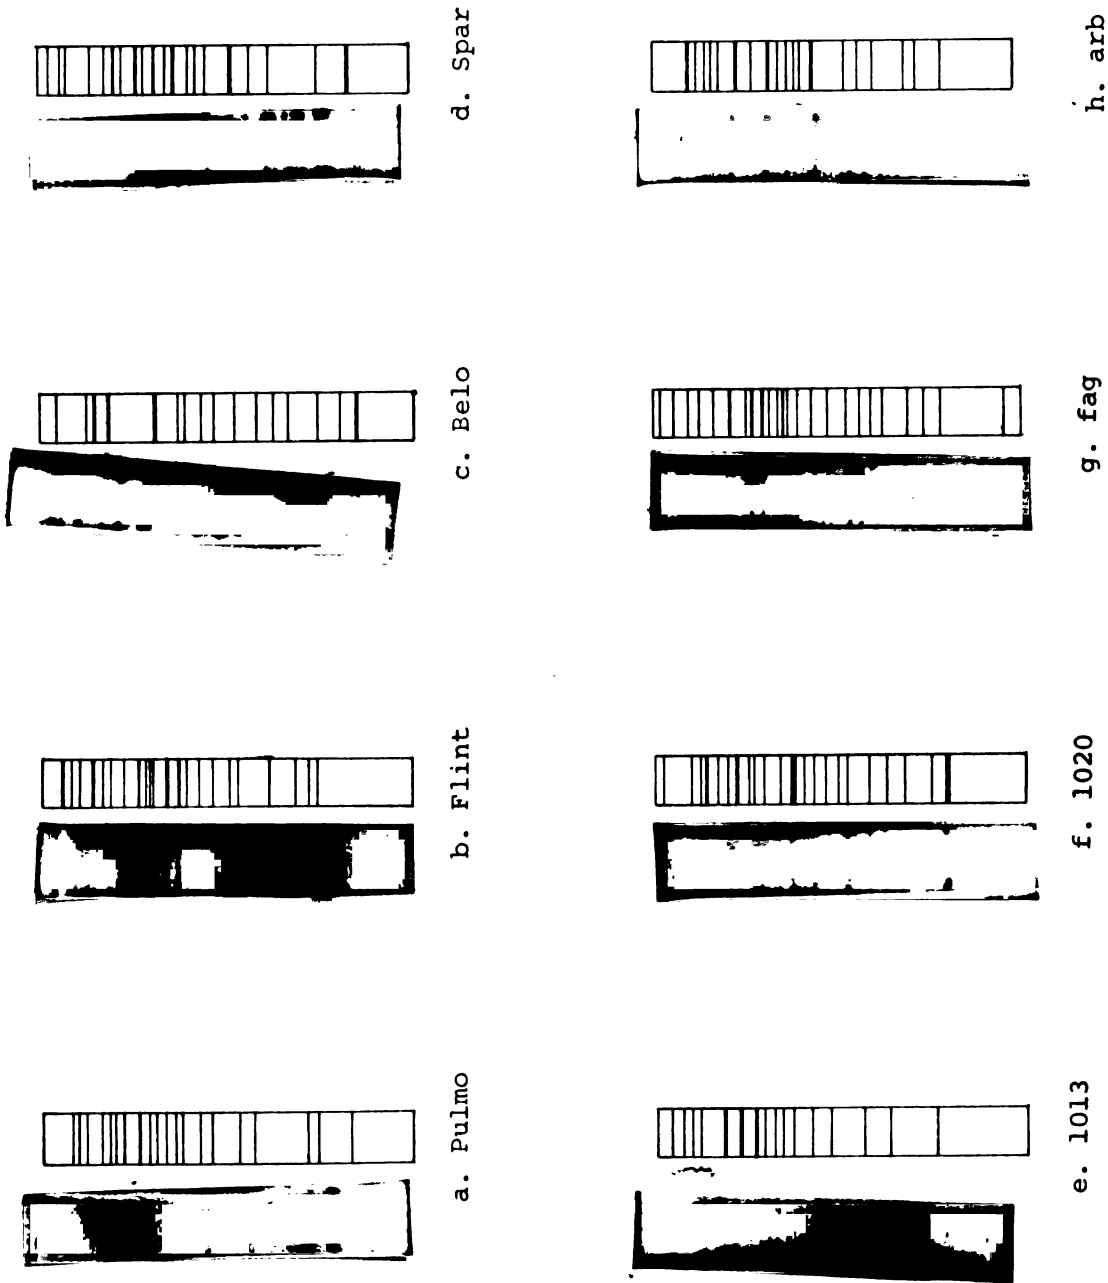 a. Pulmo
b. Flint
c. Belo
d. Spar
e. 1013
f. 1020
g. fag
h. arb